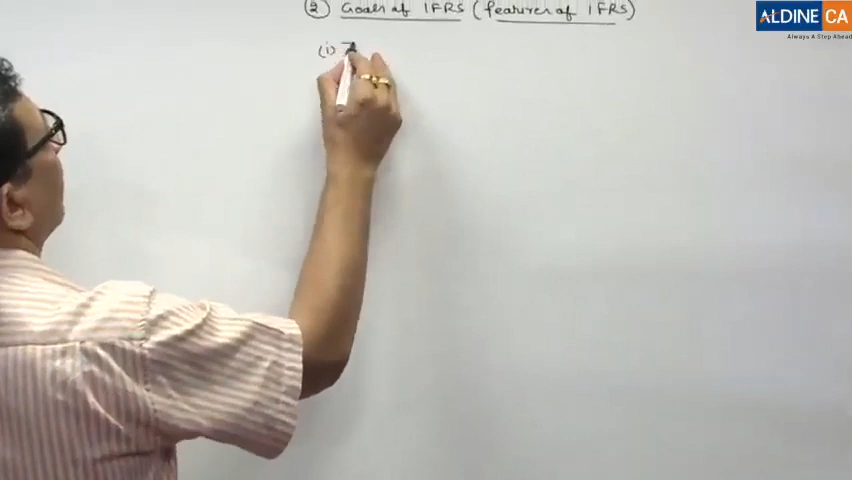 ② Goals of IFRS (features of IFRS)
(i)
ALDINE CA
Always A Step Ahead